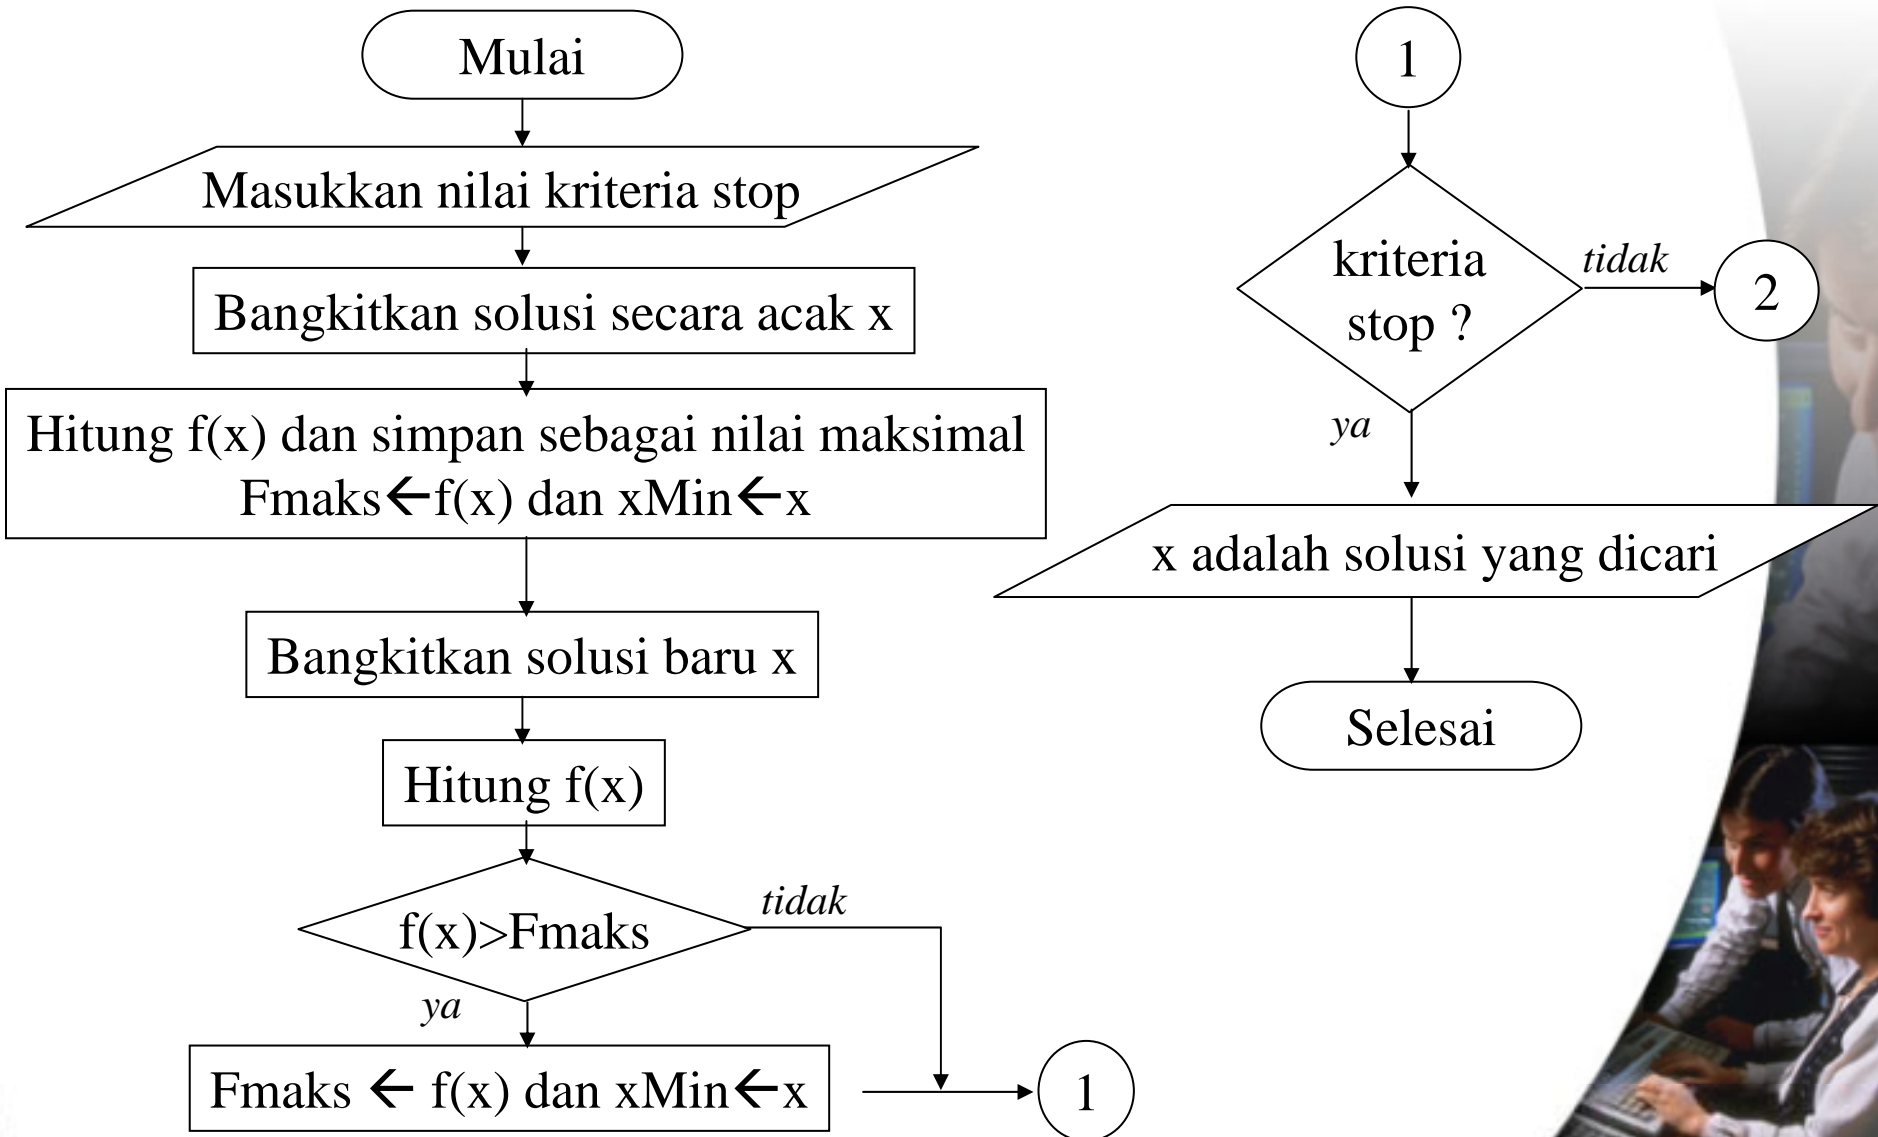 Mulai
Masukkan nilai kriteria stop
Bangkitkan solusi secara acak x
Hitung f(x) dan simpan sebagai nilai maksimal
Fmaks←f(x) dan xMin←x
Bangkitkan solusi baru x
Hitung f(x)
f(x)>Fmaks
tidak
ya
Fmaks ← f(x) dan xMin←x
1
1
kriteria
stop ?
tidak
2
ya
x adalah solusi yang dicari
Selesai